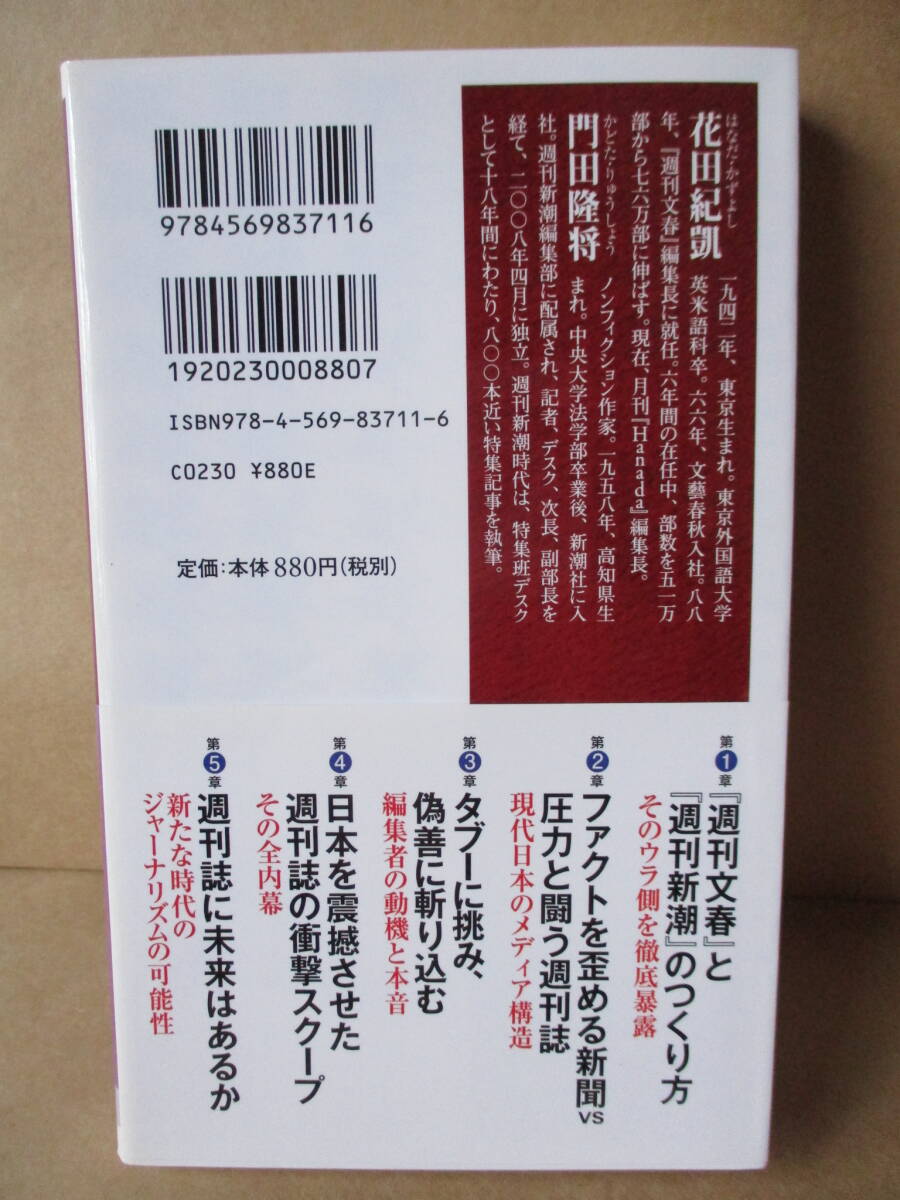 花田紀凱
はなだ・かずよし
一九四二年、東京生まれ。東京外国語大学
英米語科卒。六六年、文藝春秋入社。八八
年、『週刊文春』編集長に就任。六年間の在任中、部数を五一万
部から七六万部に伸ばす。現在、月刊『Hanada』編集長。
門田隆将
かどた・りゅうしょう
ノンフィクション作家。一九五八年、高知県生
まれ。中央大学法学部卒業後、新潮社に入
社。週刊新潮編集部に配属され、記者、デスク、次長、副部長を
経て、二〇〇八年四月に独立。週刊新潮時代は、特集班デスク
として十八年間にわたり、八〇〇本近い特集記事を執筆。
9784569837116
1920230008807
ISBN978-4-569-83711-6
C0230 ¥880E
定価:本体880円(税別)
第1章
『週刊文春』と
『週刊新潮』のつくり方
そのウラ側を徹底暴露
第2章
ファクトを歪める新聞vs
圧力と闘う週刊誌
現代日本のメディア構造
第3章
タブーに挑み、
偽善に斬り込む
編集者の動機と本音
第4章
日本を震撼させた
週刊誌の衝撃スクープ
その全内幕
第5章
週刊誌に未来はあるか
新たな時代の
ジャーナリズムの可能性